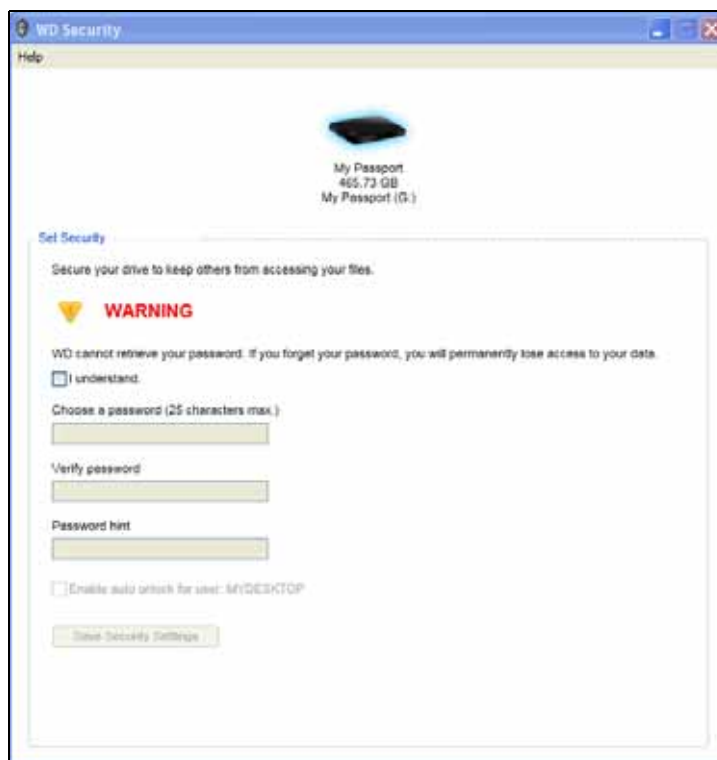 WD Security
Help
My Passport
465.73 GB
My Passport (G:)
Set Security
Secure your drive to keep others from accessing your files.
WARNING
WD cannot retrieve your password. If you forget your password, you will permanently lose access to your data.
I understand.
Choose a password (25 characters max.)
Verify password
Password hint
Enable auto unlock for user: MYDESKTOP
Save Security Settings